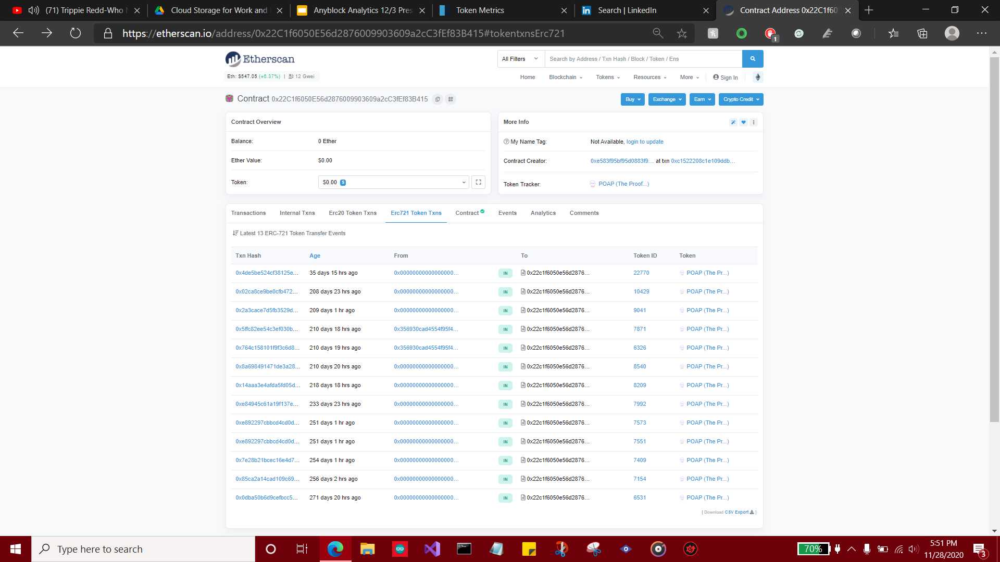 (71) Trippie Redd-Who
Cloud Storage for Work and
Anyblock Analytics 12/3 Pres
Token Metrics
Search | LinkedIn
Contract Address 0x22C1f605
https://etherscan.io/address/0x22C1f6050E56d2876009903609a2cC3fEf83B415#tokentxnsErc721
1
Etherscan
All Filters
Search by Address / Txn Hash / Block / Token / Ens
Eth: $547.05 (+6.37%) | 12 Gwei
Home Blockchain Tokens Resources More Sign In
Contract 0x22C1f6050E56d2876009903609a2cC3fEf83B415
Buy Exchange Earn Crypto Credit
Contract Overview
Balance: 0 Ether
Ether Value: $0.00
Token: $0.00 5
More Info
My Name Tag: Not Available, login to update
Contract Creator: 0xe583f95bf95d0883f9... at txn 0xc1522208c1e109ddb...
Token Tracker: POAP (The Proof...)
Transactions Internal Txns Erc20 Token Txns Erc721 Token Txns Contract Events Analytics Comments
Latest 13 ERC-721 Token Transfer Events
Txn Hash Age From To Token ID Token
0x4de5be524cf38125e... 35 days 15 hrs ago 0x00000000000000000... IN 0x22c1f6050e56d2876... 22770 POAP (The Pr...)
0x02ca8ce9be0cfb472... 208 days 23 hrs ago 0x00000000000000000... IN 0x22c1f6050e56d2876... 10429 POAP (The Pr...)
0x2a3cace7d5fb3529d... 209 days 1 hr ago 0x00000000000000000... IN 0x22c1f6050e56d2876... 9041 POAP (The Pr...)
0x5ffc82ee54c3ef030b... 210 days 18 hrs ago 0x356930cad4554f95f4... IN 0x22c1f6050e56d2876... 7871 POAP (The Pr...)
0x764c158101f9f3c6d8... 210 days 19 hrs ago 0x356930cad4554f95f4... IN 0x22c1f6050e56d2876... 6326 POAP (The Pr...)
0x8a698491471de3a28... 210 days 20 hrs ago 0x00000000000000000... IN 0x22c1f6050e56d2876... 8540 POAP (The Pr...)
0x14aaa3e4afda5fd05d... 218 days 18 hrs ago 0x00000000000000000... IN 0x22c1f6050e56d2876... 8209 POAP (The Pr...)
0xe84945c61a19f137e... 233 days 23 hrs ago 0x00000000000000000... IN 0x22c1f6050e56d2876... 7992 POAP (The Pr...)
0xe892297cbbcd4cd0d... 251 days 1 hr ago 0x00000000000000000... IN 0x22c1f6050e56d2876... 7573 POAP (The Pr...)
0xe892297cbbcd4cd0d... 251 days 1 hr ago 0x00000000000000000... IN 0x22c1f6050e56d2876... 7551 POAP (The Pr...)
0x7e28b21bcec16e4d7... 254 days 1 hr ago 0x00000000000000000... IN 0x22c1f6050e56d2876... 7409 POAP (The Pr...)
0x85ca2a14cad109c69... 256 days 2 hrs ago 0x00000000000000000... IN 0x22c1f6050e56d2876... 7154 POAP (The Pr...)
0x0dba50b6d9cefbcc5... 271 days 20 hrs ago 0x00000000000000000... IN 0x22c1f6050e56d2876... 6531 POAP (The Pr...)
[ Download CSV Export ]
Type here to search
70%
5:51 PM
11/28/2020
3